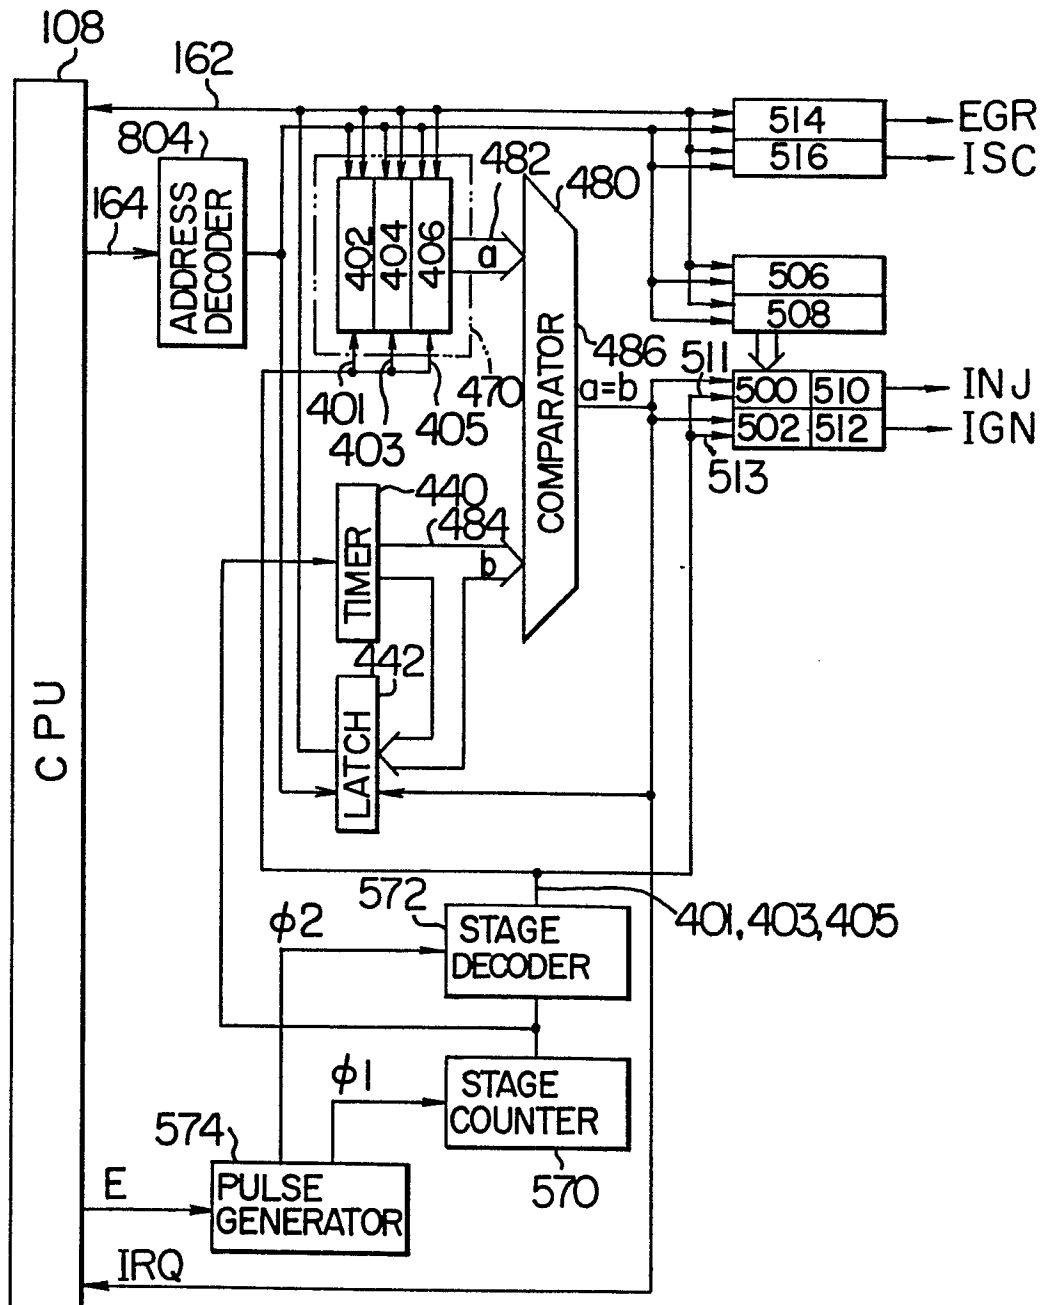 108
162
804
164
ADDRESS
DECODER
402
404
406
482
a
480
514
516
EGR
ISC
506
508
COMPARATOR
486
a=b
511
500
510
502
512
513
INJ
IGN
401
403
405
470
440
TIMER
484
b
442
LATCH
CPU
572
STAGE
DECODER
401, 403, 405
φ2
φ1
STAGE
COUNTER
570
574
PULSE
GENERATOR
E
IRQ